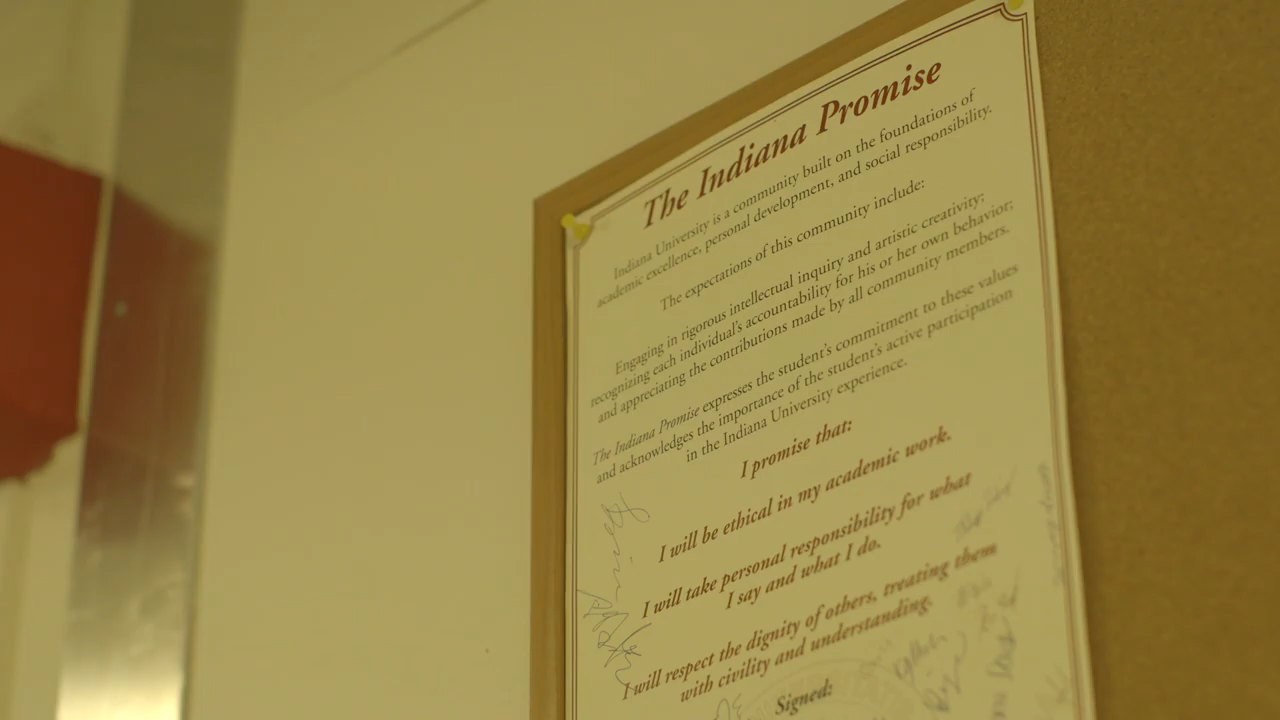 The Indiana Promise
Indiana University is a community built on the foundations of
academic excellence, personal development, and social responsibility.
The expectations of this community include:
Engaging in rigorous intellectual inquiry and artistic creativity;
recognizing each individual's accountability for his or her own behavior;
and appreciating the contributions made by all community members.
The Indiana Promise expresses the student's commitment to these values
and acknowledges the importance of the student's active participation
in the Indiana University experience.
I promise that:
I will be ethical in my academic work.
I will take personal responsibility for what
I say and what I do.
I will respect the dignity of others, treating them
with civility and understanding.
Signed: